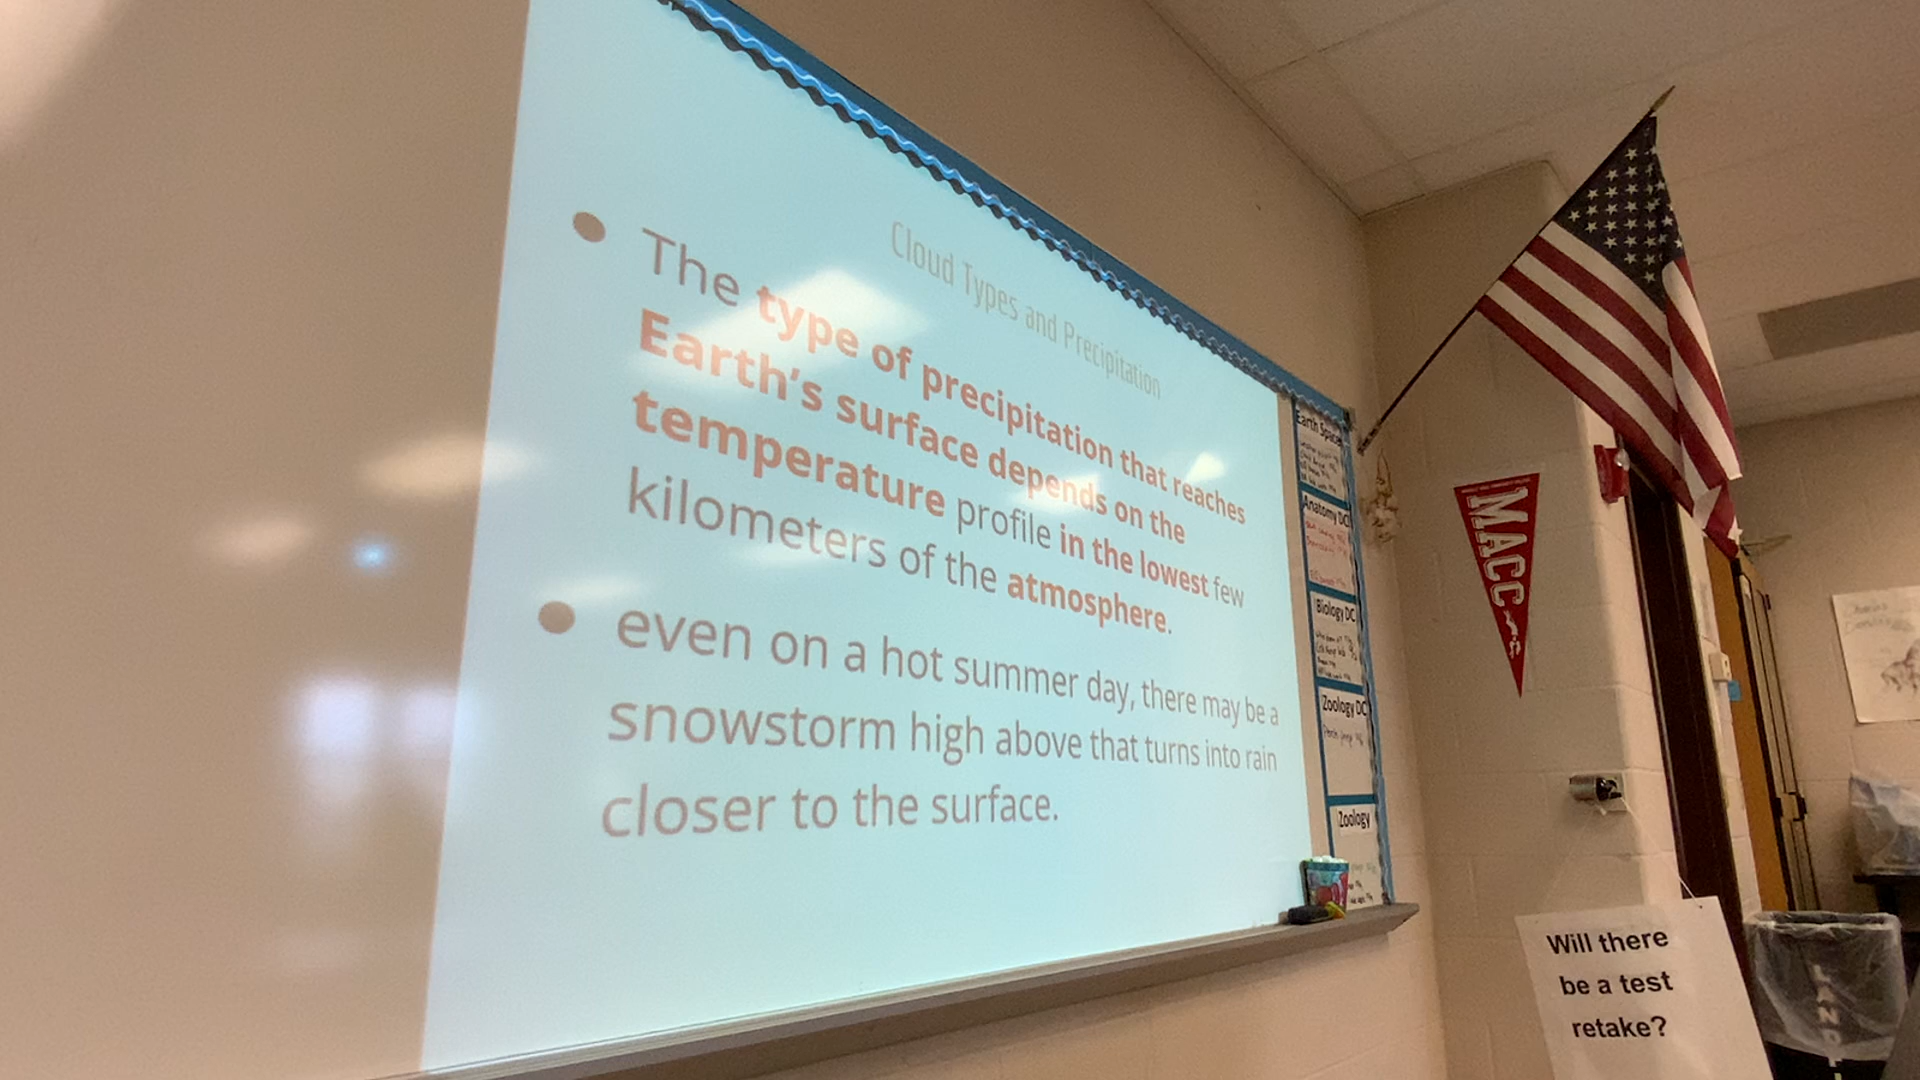 Cloud Types and Precipitation
● The type of precipitation that reaches
Earth's surface depends on the
temperature profile in the lowest few
kilometers of the atmosphere.
● even on a hot summer day, there may be a
snowstorm high above that turns into rain
closer to the surface.
Earth Space
Anatomy DC
Biology DC
Zoology DC
Zoology
MACC
Will there
be a test
retake?